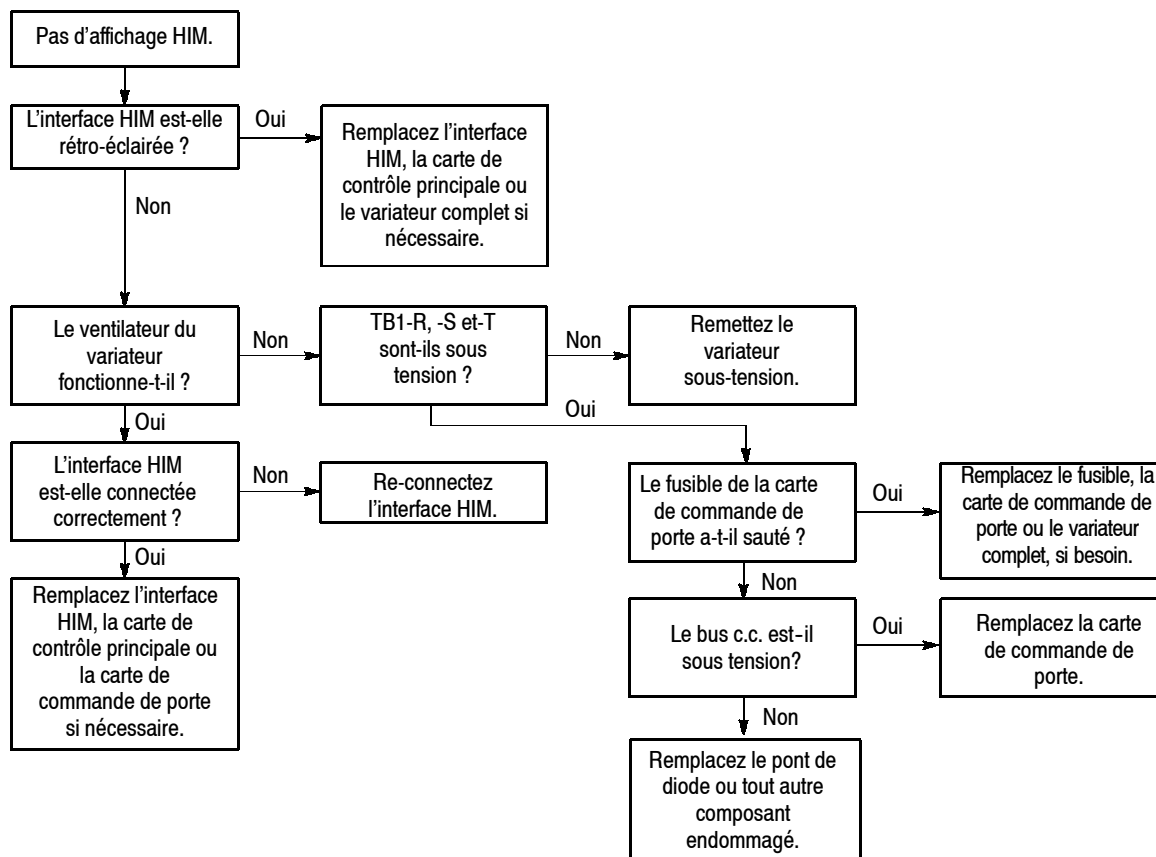 Pas d'affichage HIM.
L'interface HIM est-elle
rétro-éclairée ?
Oui
Remplacez l'interface
HIM, la carte de
contrôle principale ou
le variateur complet si
nécessaire.
Non
Le ventilateur du
variateur
fonctionne-t-il ?
Non
TB1-R, -S et-T
sont-ils sous
tension ?
Non
Remettez le
variateur
sous-tension.
Oui
Oui
L'interface HIM
est-elle connectée
correctement ?
Non
Re-connectez
l'interface HIM.
Le fusible de la carte
de commande de
porte a-t-il sauté ?
Oui
Remplacez le fusible, la
carte de commande de
porte ou le variateur
complet, si besoin.
Oui
Non
Remplacez l'interface
HIM, la carte de
contrôle principale ou
la carte de
commande de porte
si nécessaire.
Le bus c.c. est-il
sous tension?
Oui
Remplacez la carte
de commande de
porte.
Non
Remplacez le pont de
diode ou tout autre
composant
endommagé.